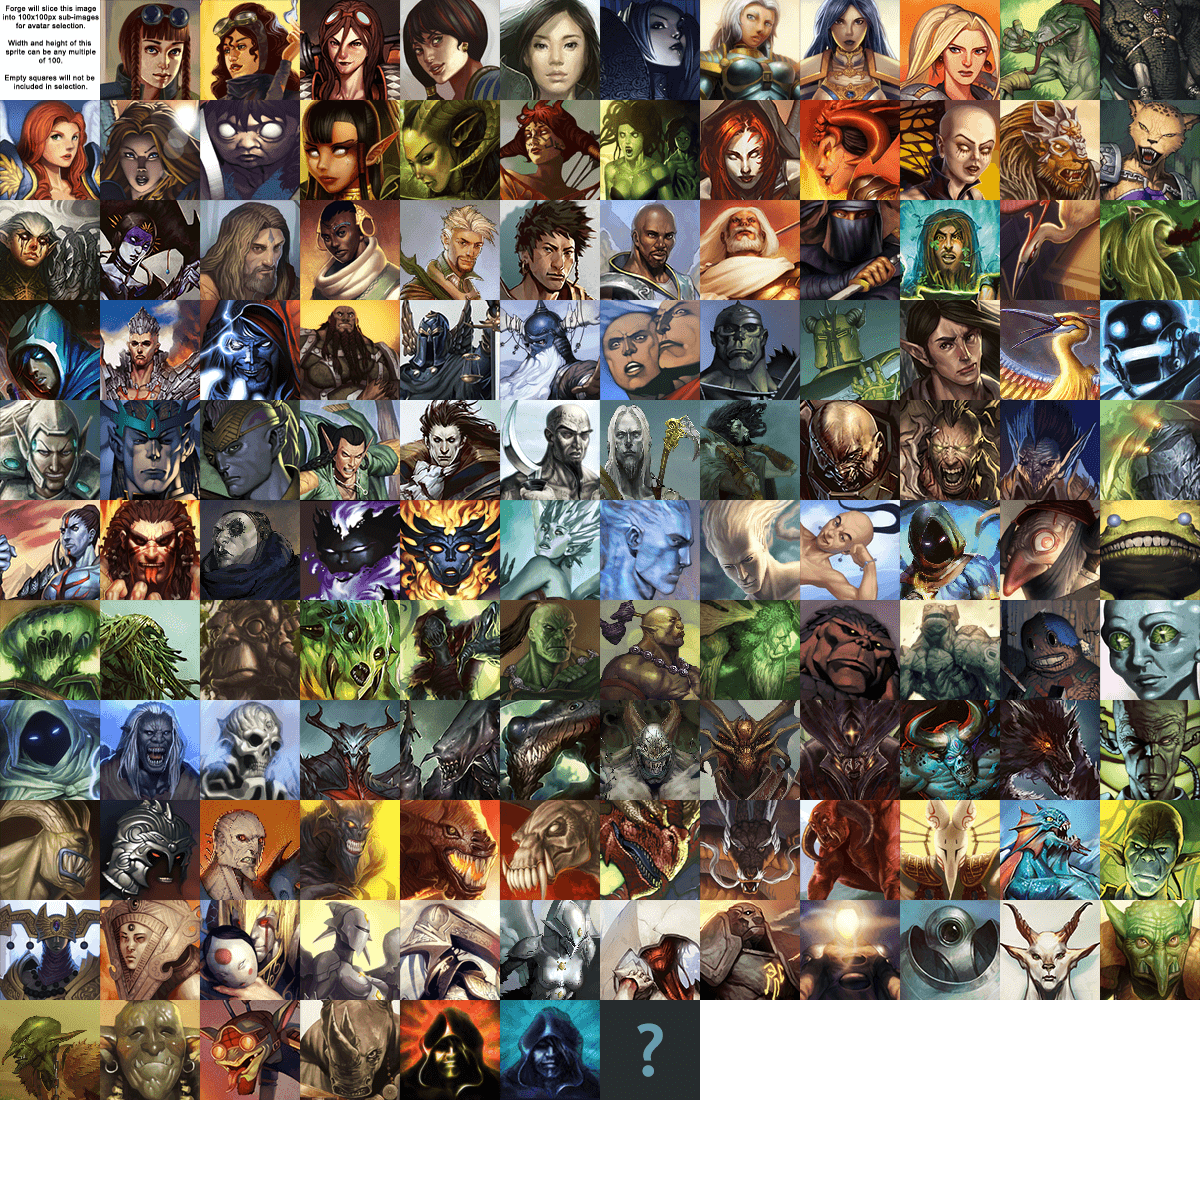 Forge will slice this image
into 100x100px sub-images
for avatar selection.
Width and height of this
sprite can be any multiple
of 100.
Empty squares will not be
included in selection.
?